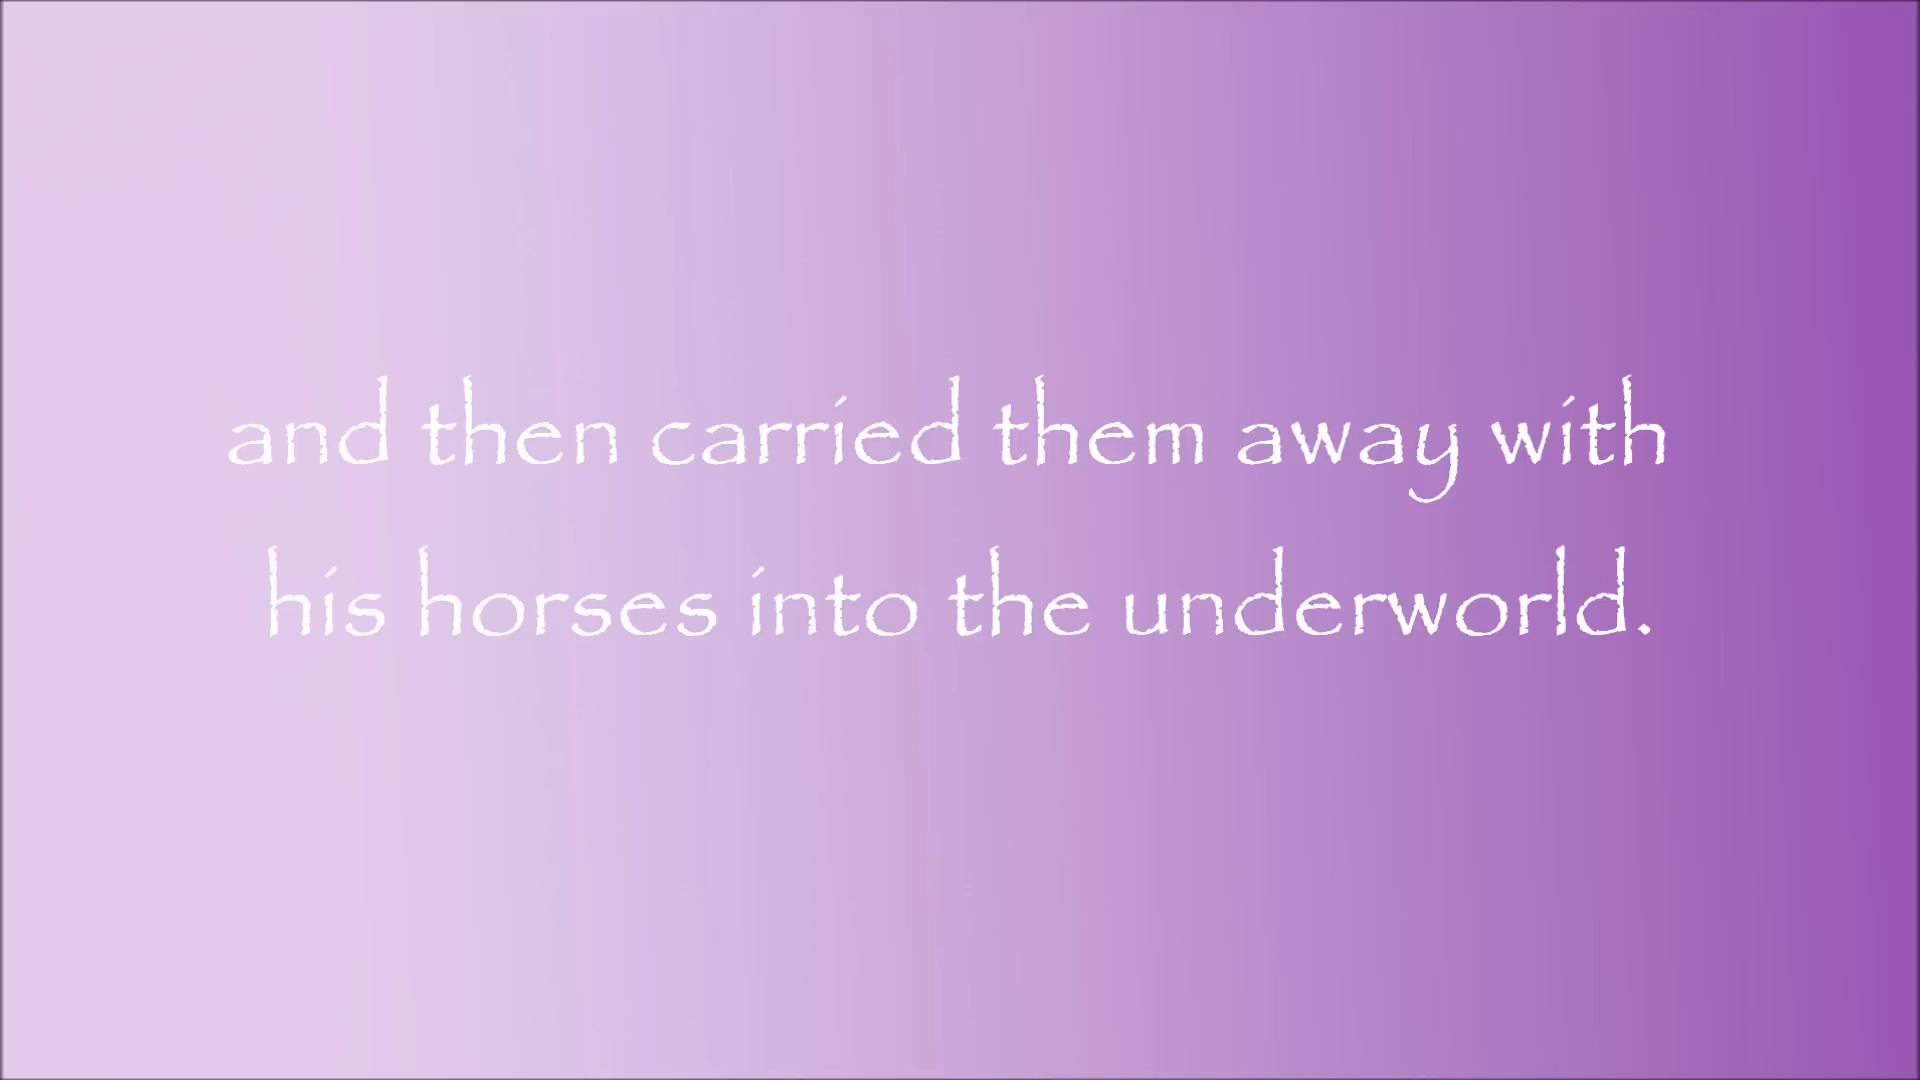 and then carried them away with
his horses into the underworld.